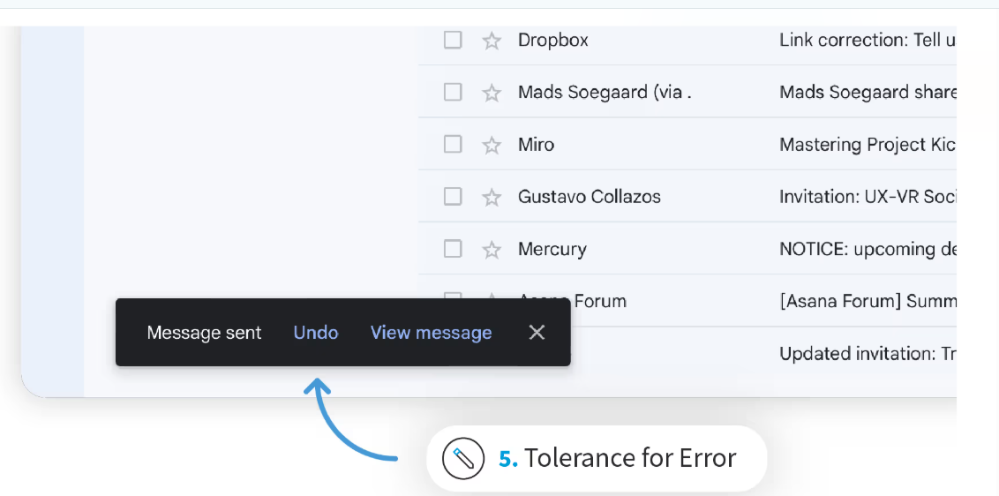 Dropbox Link correction: Tell u
Mads Soegaard (via . Mads Soegaard share
Miro Mastering Project Kic
Gustavo Collazos Invitation: UX-VR Soci
Mercury NOTICE: upcoming de
Asana Forum [Asana Forum] Summ
Message sent Undo View message
Updated invitation: Tr
5. Tolerance for Error